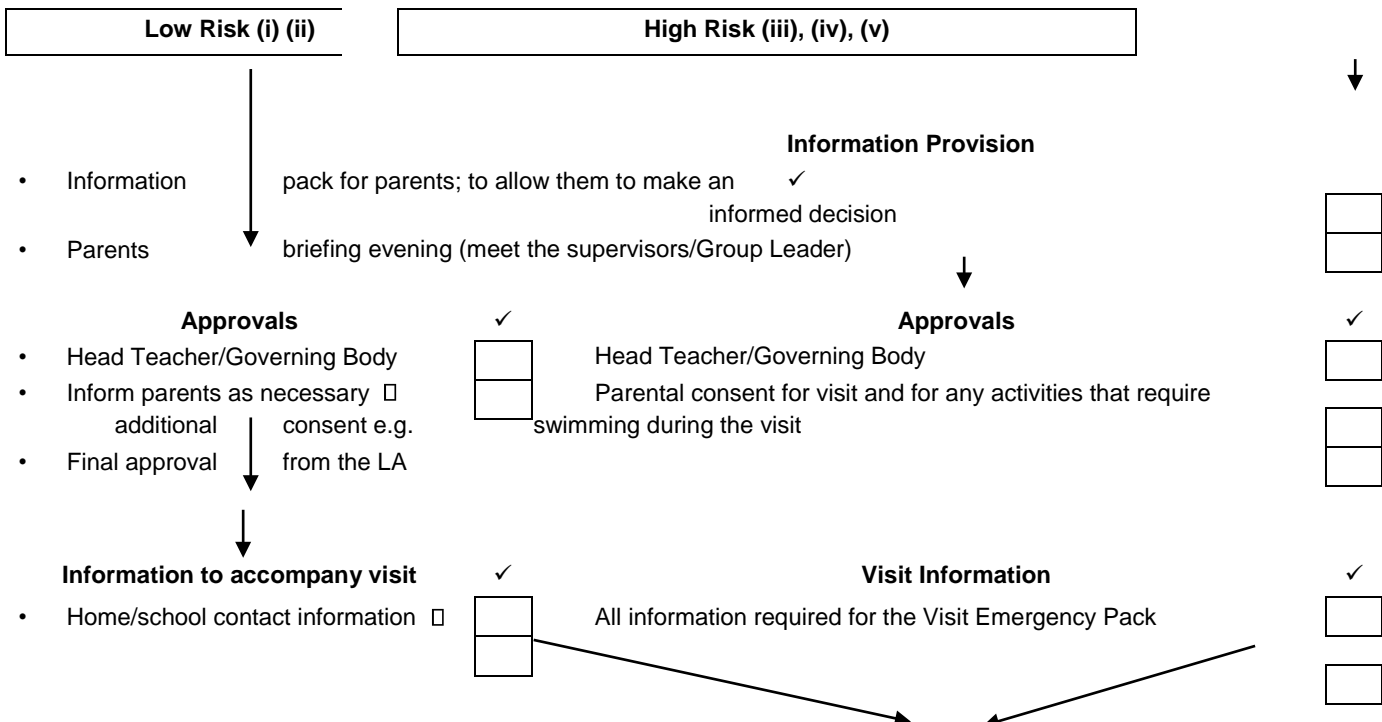 Low Risk (i) (ii) High Risk (iii), (iv), (v)
Information Provision
• Information pack for parents; to allow them to make an ✓
informed decision
• Parents briefing evening (meet the supervisors/Group Leader)
Approvals ✓ Approvals ✓
• Head Teacher/Governing Body Head Teacher/Governing Body
• Inform parents as necessary  Parental consent for visit and for any activities that require
additional consent e.g. swimming during the visit
• Final approval from the LA
Information to accompany visit ✓ Visit Information ✓
• Home/school contact information  All information required for the Visit Emergency Pack